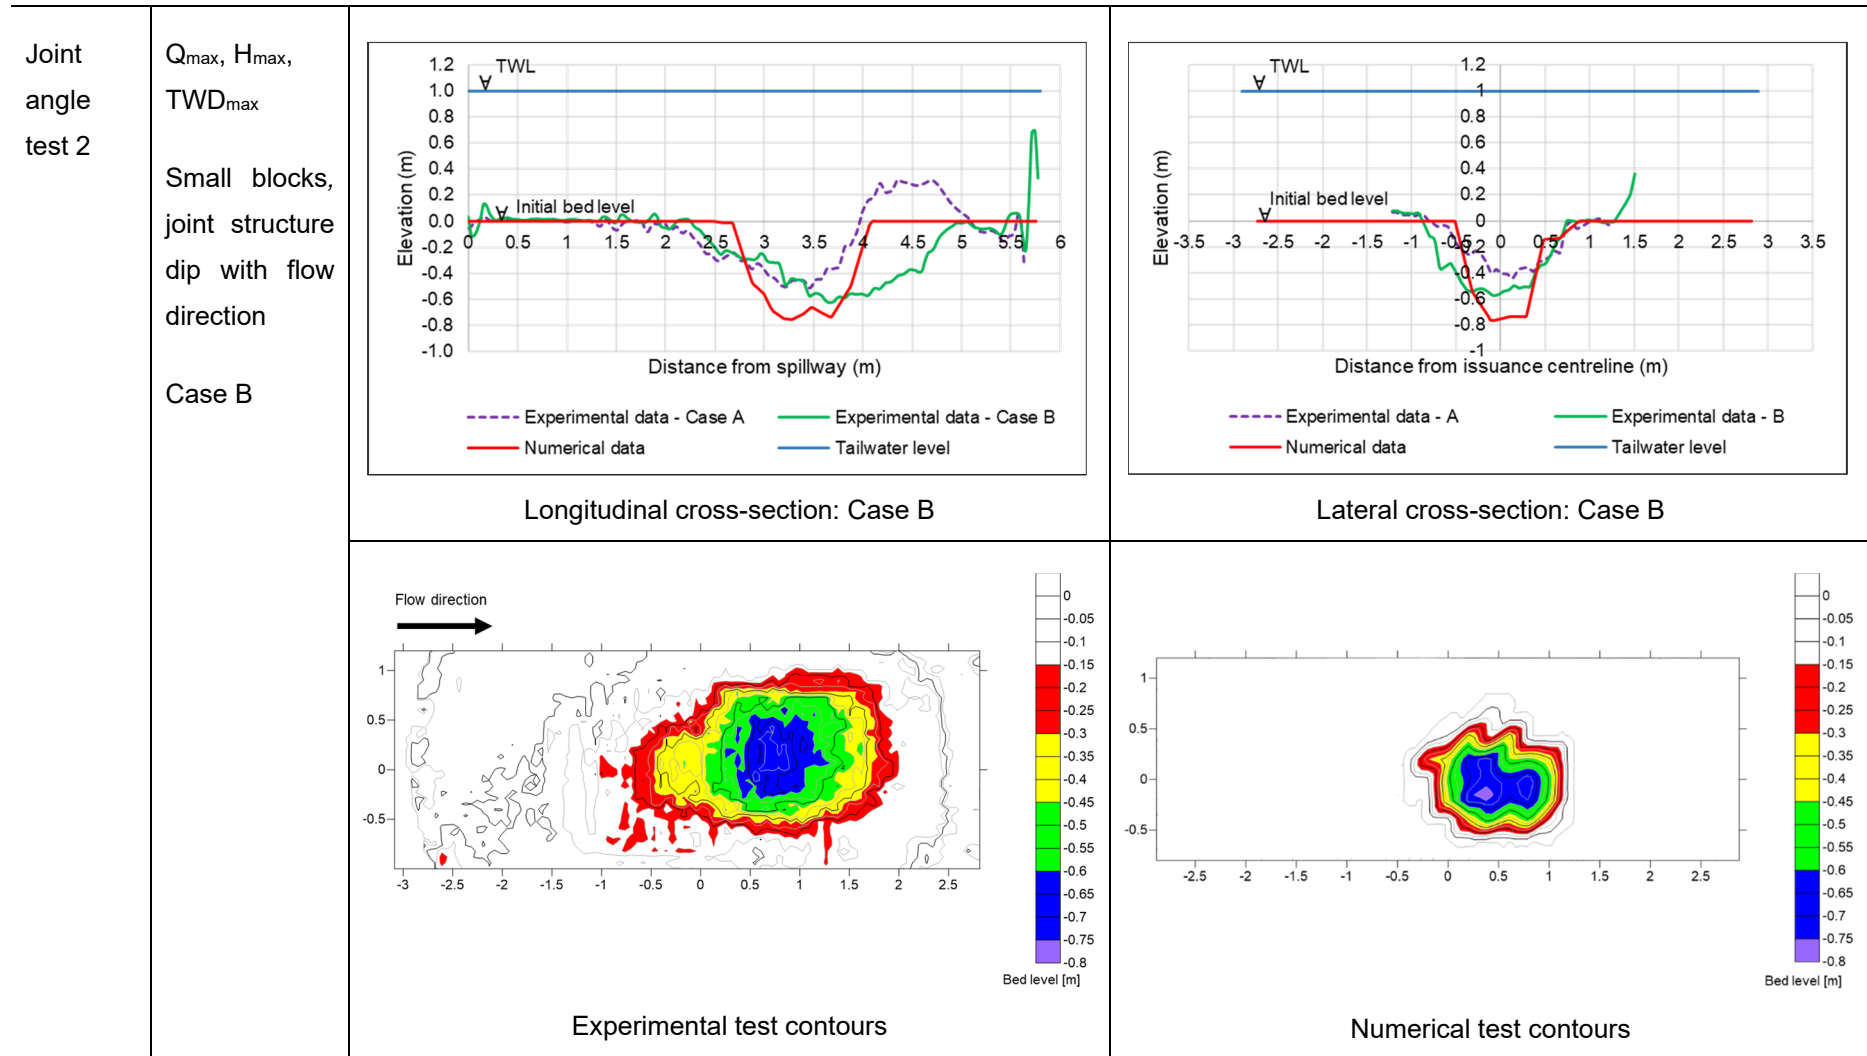 Joint
angle
test 2
Qmax, Hmax,
TWDmax
Small blocks,
joint structure
dip with flow
direction
Case B
1.2
1.0
0.8
0.6
0.4
0.2
0.0
-0.2
-0.4
-0.6
-0.8
-1.0
Elevation (m)
TWL
Initial bed level
0 0.5 1 1.5 2 2.5 3 3.5 4 4.5 5 5.5 6
Distance from spillway (m)
Experimental data - Case A Experimental data - Case B
Numerical data Tailwater level
Longitudinal cross-section: Case B
1.2
1
0.8
0.6
0.4
0.2
0
-0.2
-0.4
-0.6
-0.8
-1
Elevation (m)
TWL
Initial bed level
-3.5 -3 -2.5 -2 -1.5 -1 -0.5 0 0.5 1 1.5 2 2.5 3 3.5
Distance from issuance centreline (m)
Experimental data - A Experimental data - B
Numerical data Tailwater level
Lateral cross-section: Case B
Flow direction
1
0.5
0
-0.5
-3 -2.5 -2 -1.5 -1 -0.5 0 0.5 1 1.5 2 2.5
0
-0.05
-0.1
-0.15
-0.2
-0.25
-0.3
-0.35
-0.4
-0.45
-0.5
-0.55
-0.6
-0.65
-0.7
-0.75
-0.8
Bed level [m]
Experimental test contours
1
0.5
0
-0.5
-2.5 -2 -1.5 -1 -0.5 0 0.5 1 1.5 2 2.5
0
-0.05
-0.1
-0.15
-0.2
-0.25
-0.3
-0.35
-0.4
-0.45
-0.5
-0.55
-0.6
-0.65
-0.7
-0.75
-0.8
Bed level [m]
Numerical test contours